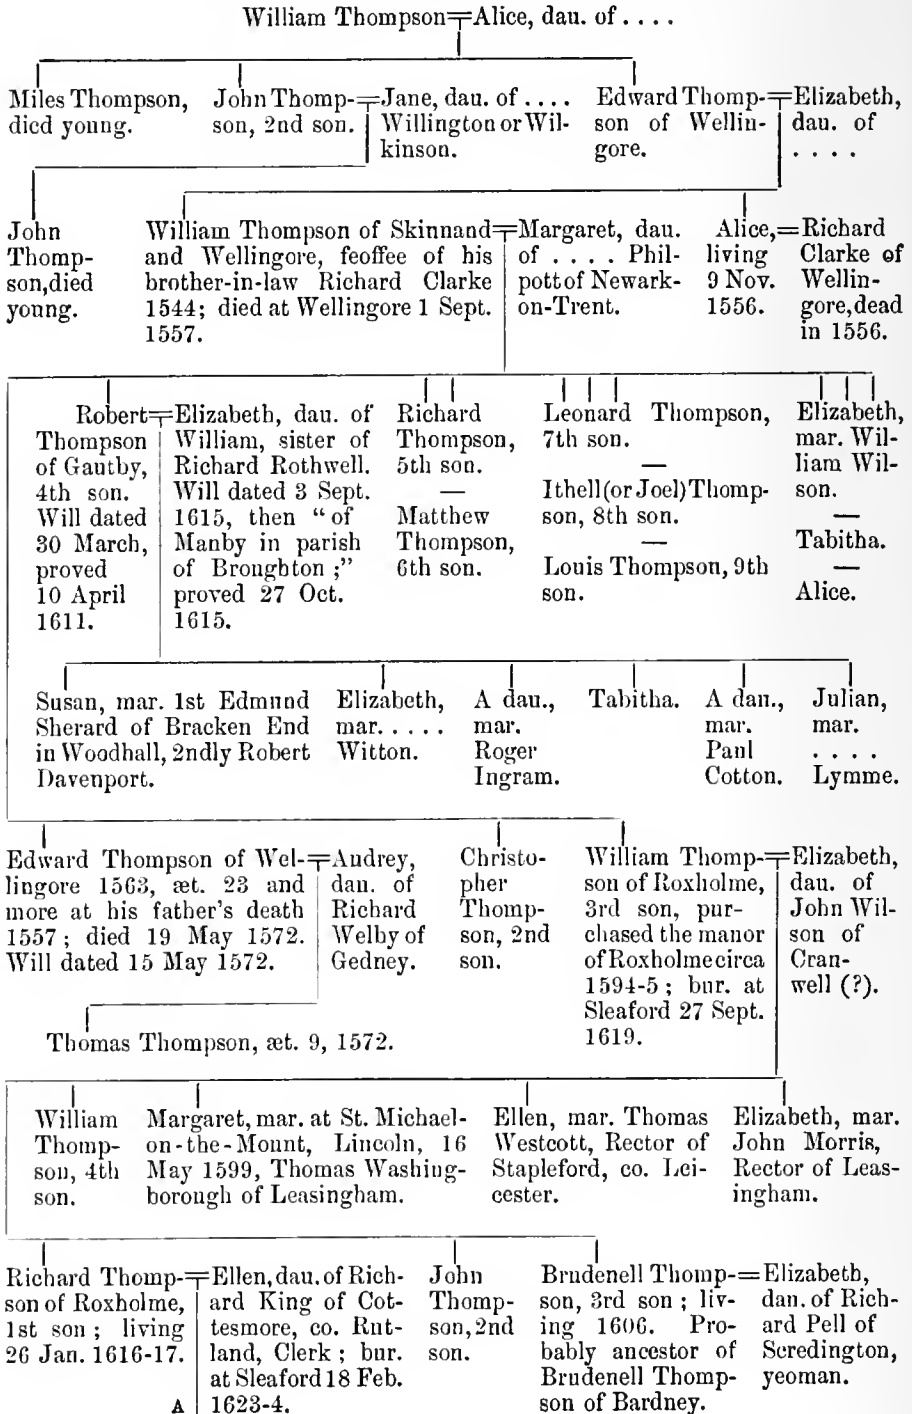 William Thompson=Alice, dau. of . . . .
Miles Thompson,
died young.
John Thomp-
son, 2nd son.
=Jane, dau. of . . . .
Willington or Wil-
kinson.
Edward Thomp-
son of Wellin-
gore.
=Elizabeth,
dau. of
. . . .
John
Thomp-
son, died
young.
William Thompson of Skinnand
and Wellingore, feoffee of his
brother-in-law Richard Clarke
1544; died at Wellingore 1 Sept.
1557.
=Margaret, dau.
of . . . . Phil-
pott of Newark-
on-Trent.
Alice,
living
9 Nov.
1556.
=Richard
Clarke of
Wellin-
gore, dead
in 1556.
Robert
Thompson
of Gautby,
4th son.
Will dated
30 March,
proved
10 April
1611.
=Elizabeth, dau. of
William, sister of
Richard Rothwell.
Will dated 3 Sept.
1615, then "of
Manby in parish
of Broughton;"
proved 27 Oct.
1615.
Richard
Thompson,
5th son.
—
Matthew
Thompson,
6th son.
Leonard Thompson,
7th son.
—
Ithell (or Joel) Thomp-
son, 8th son.
—
Louis Thompson, 9th
son.
Elizabeth,
mar. Wil-
liam Wil-
son.
—
Tabitha.
—
Alice.
Susan, mar. 1st Edmund
Sherard of Bracken End
in Woodhall, 2ndly Robert
Davenport.
Elizabeth,
mar. . . . .
Witton.
A dau.,
mar.
Roger
Ingram.
Tabitha.
A dau.,
mar.
Paul
Cotton.
Julian,
mar.
. . . .
Lymme.
Edward Thompson of Wel-
lingore 1563, æt. 23 and
more at his father's death
1557; died 19 May 1572.
Will dated 15 May 1572.
=Audrey,
dau. of
Richard
Welby of
Gedney.
Christo-
pher
Thomp-
son, 2nd
son.
William Thomp-
son of Roxholme,
3rd son, pur-
chased the manor
of Roxholme circa
1594-5; bur. at
Sleaford 27 Sept.
1619.
=Elizabeth,
dau. of
John Wil-
son of
Cran-
well (?).
Thomas Thompson, æt. 9, 1572.
William
Thomp-
son, 4th
son.
Margaret, mar. at St. Michael-
on-the-Mount, Lincoln, 16
May 1599, Thomas Washing-
borough of Leasingham.
Ellen, mar. Thomas
Westcott, Rector of
Stapleford, co. Lei-
cester.
Elizabeth, mar.
John Morris,
Rector of Leas-
ingham.
Richard Thomp-
son of Roxholme,
1st son; living
26 Jan. 1616-17.
A
=Ellen, dau. of Rich-
ard King of Cot-
tesmore, co. Rut-
land, Clerk; bur.
at Sleaford 18 Feb.
1623-4.
John
Thomp-
son, 2nd
son.
Brudenell Thomp-
son, 3rd son; liv-
ing 1606. Pro-
bably ancestor of
Brudenell Thomp-
son of Bardney.
=Elizabeth,
dau. of Rich-
ard Pell of
Scredington,
yeoman.